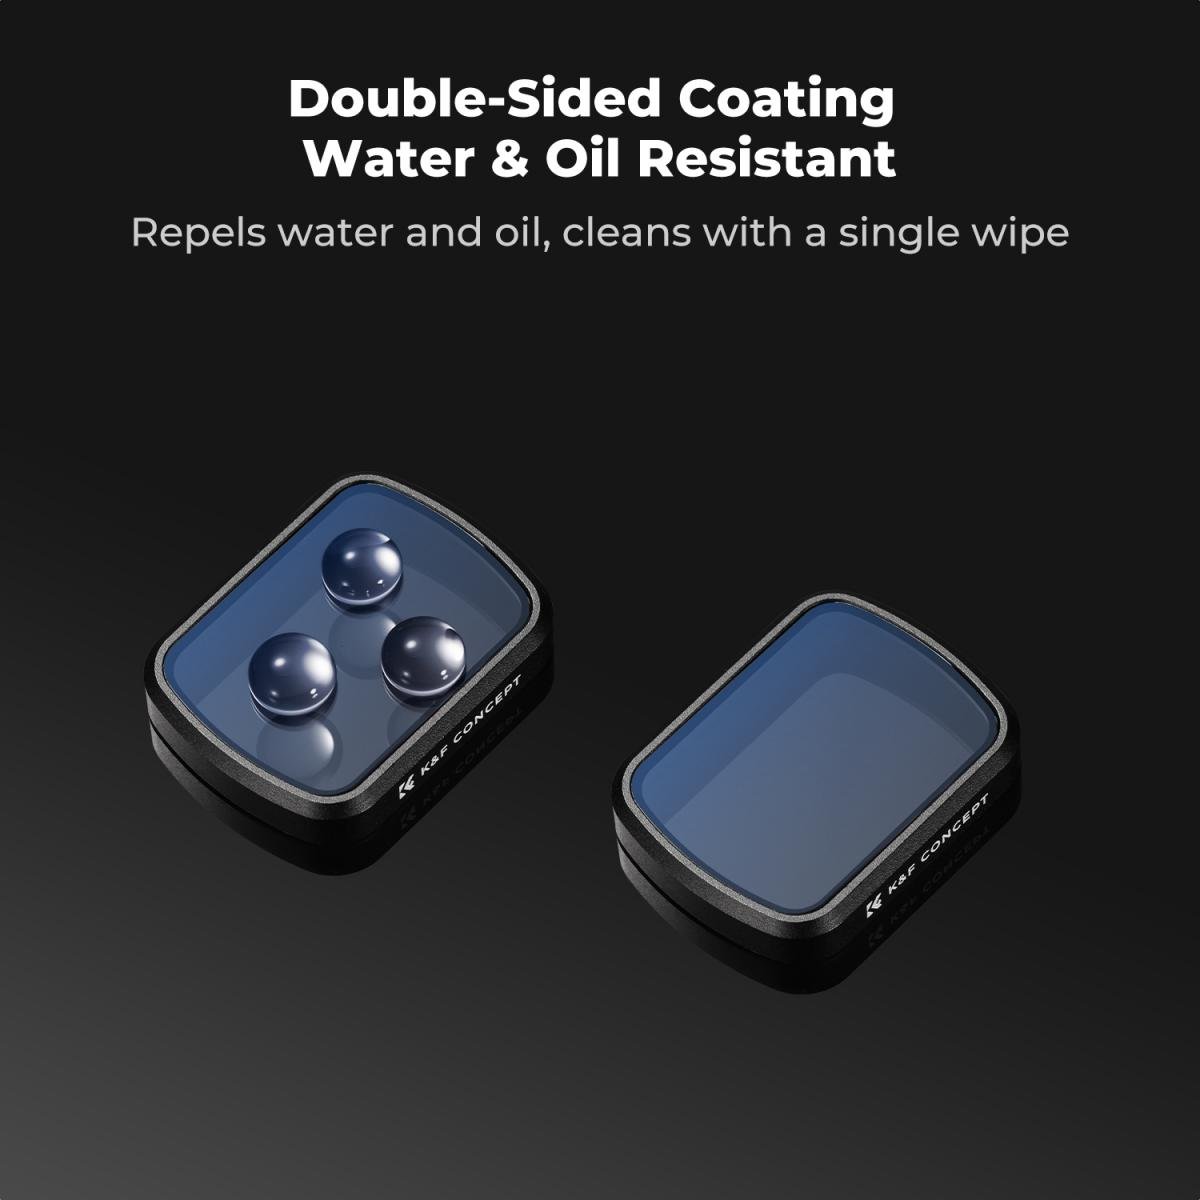 Double-Sided Coating
Water & Oil Resistant
Repels water and oil, cleans with a single wipe
K&F CONCEPT
K&F CONCEPT